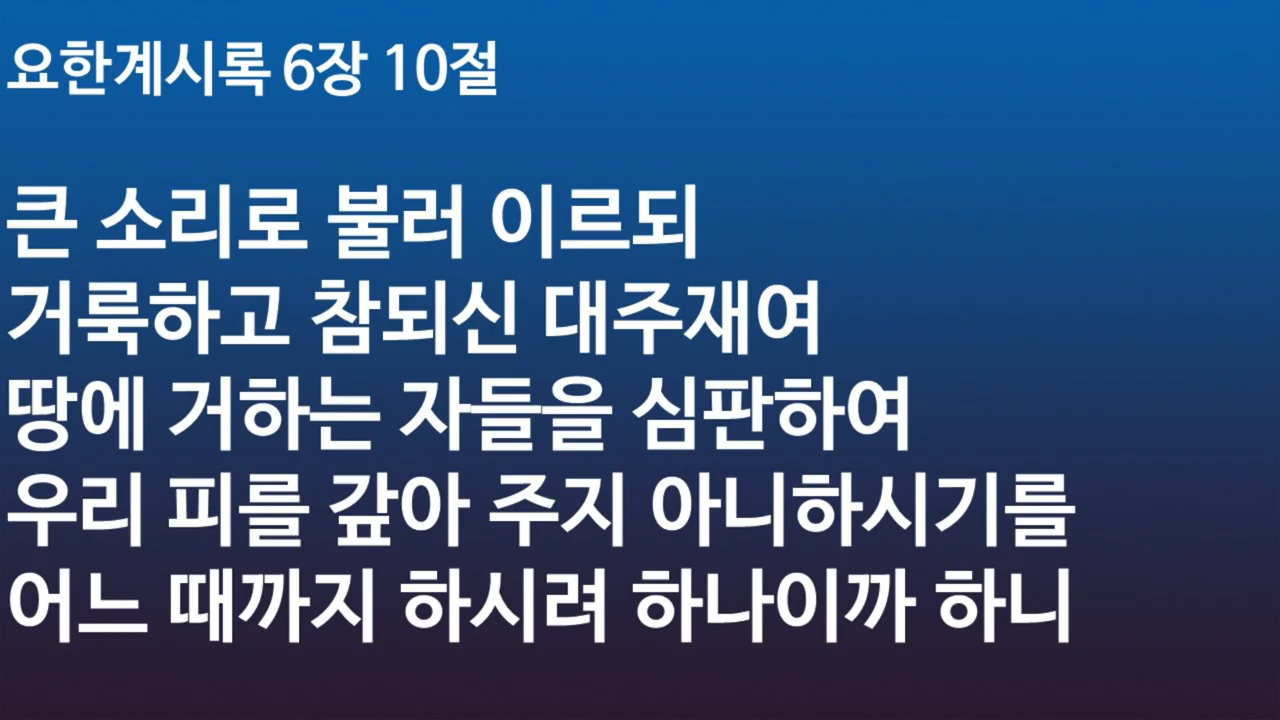 요한계시록 6장 10절
큰 소리로 불러 이르되
거룩하고 참되신 대주재여
땅에 거하는 자들을 심판하여
우리 피를 갚아 주지 아니하시기를
어느 때까지 하시려 하나이까 하니